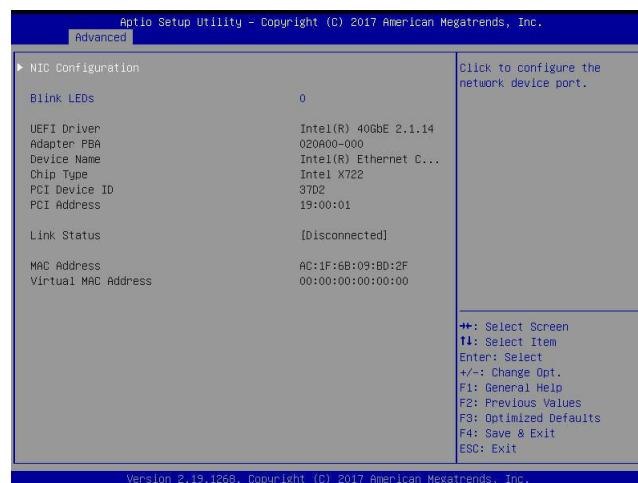 Aptio Setup Utility – Copyright (C) 2017 American Megatrends, Inc.
Advanced
NIC Configuration
Blink LEDs 0
UEFI Driver Intel(R) 40GbE 2.1.14
Adapter PBA 020A00-000
Device Name Intel(R) Ethernet C...
Chip Type Intel X722
PCI Device ID 37D2
PCI Address 19:00:01
Link Status [Disconnected]
MAC Address AC:1F:6B:09:BD:2F
Virtual MAC Address 00:00:00:00:00:00
Click to configure the
network device port.
→←: Select Screen
↑↓: Select Item
Enter: Select
+/-: Change Opt.
F1: General Help
F2: Previous Values
F3: Optimized Defaults
F4: Save & Exit
ESC: Exit
Version 2.19.1268. Copyright (C) 2017 American Megatrends, Inc.